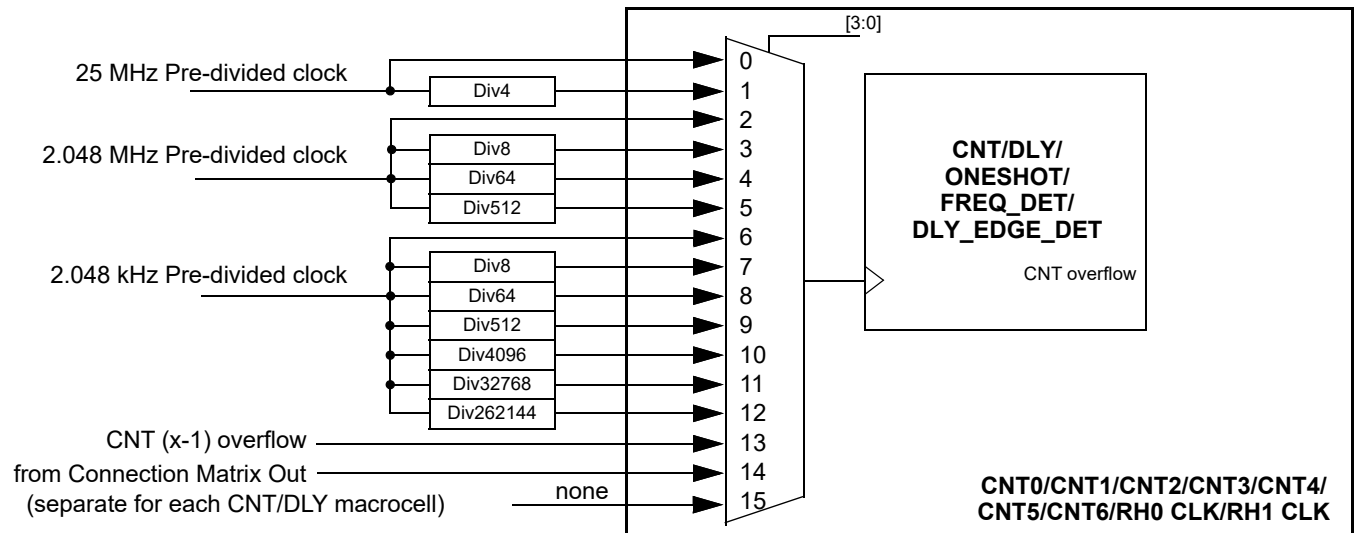 [3:0]
25 MHz Pre-divided clock
Div4
2.048 MHz Pre-divided clock
Div8
Div64
Div512
2.048 kHz Pre-divided clock
Div8
Div64
Div512
Div4096
Div32768
Div262144
CNT (x-1) overflow
from Connection Matrix Out
(separate for each CNT/DLY macrocell)
none
0
1
2
3
4
5
6
7
8
9
10
11
12
13
14
15
CNT/DLY/
ONESHOT/
FREQ_DET/
DLY_EDGE_DET
CNT overflow
CNT0/CNT1/CNT2/CNT3/CNT4/
CNT5/CNT6/RH0 CLK/RH1 CLK